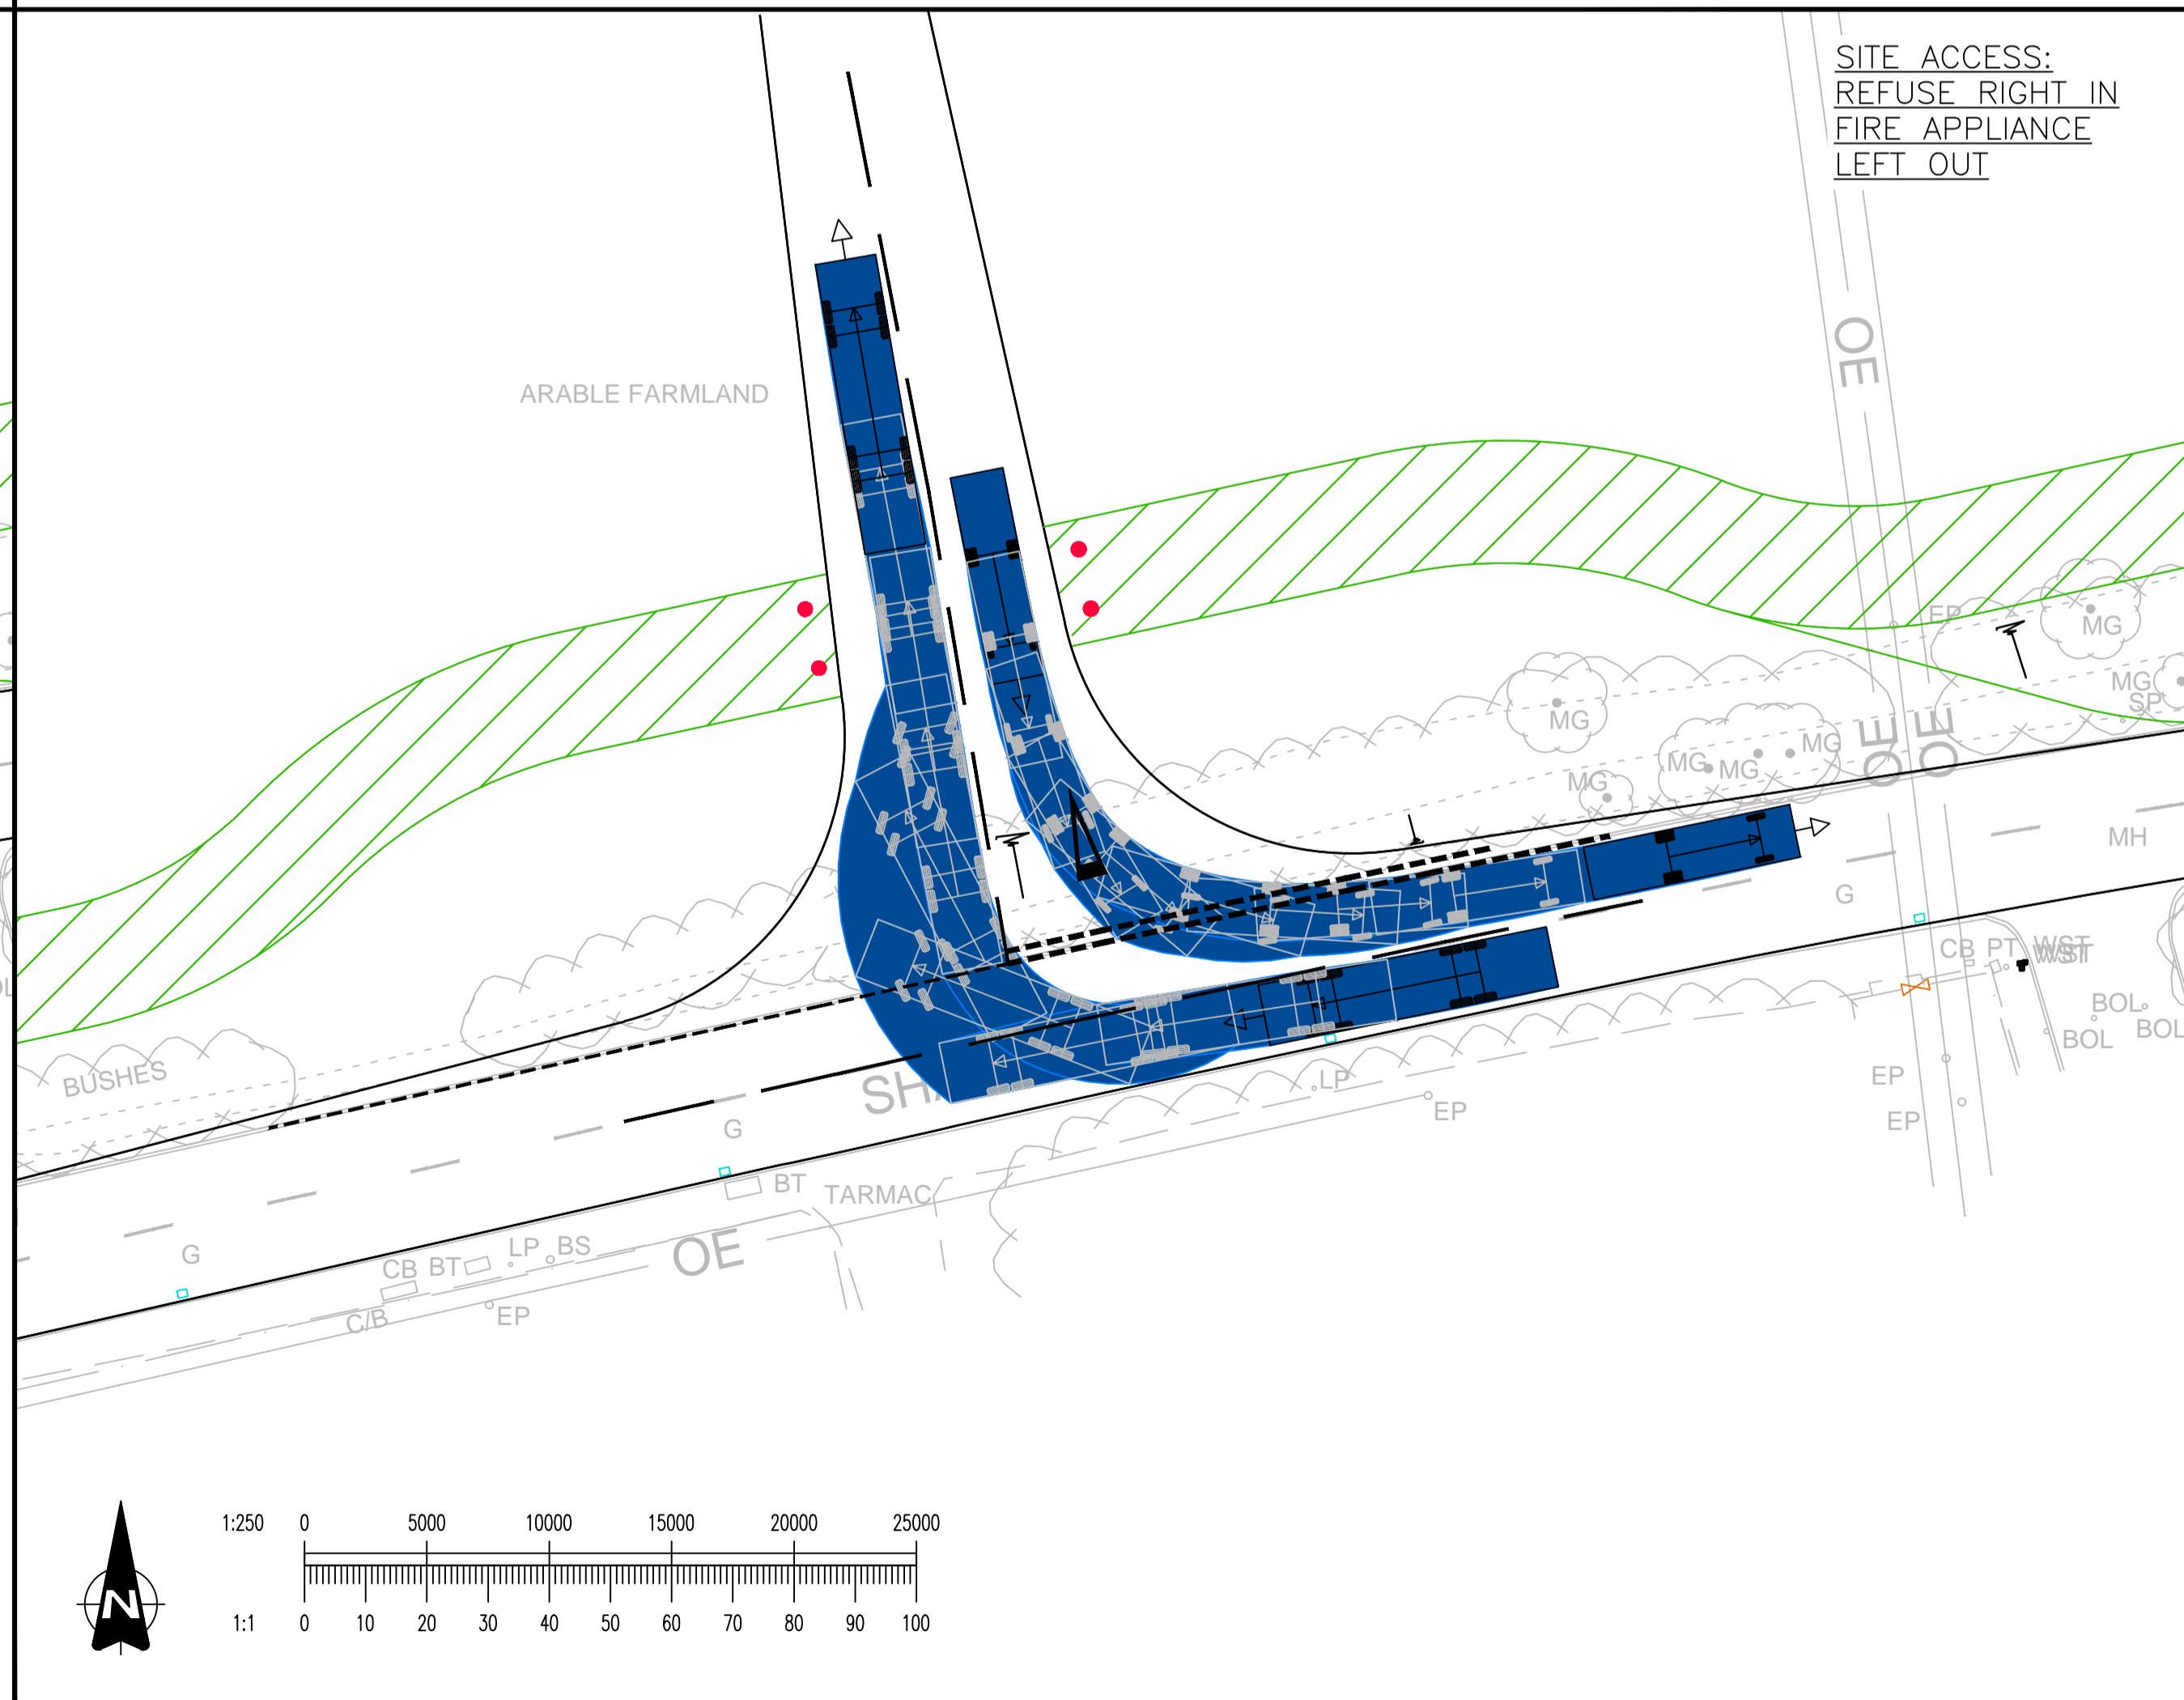 SITE ACCESS:
REFUSE RIGHT IN
FIRE APPLIANCE
LEFT OUT
OE
ARABLE FARMLAND
EP
MG
MG
SP
MG
MG
MG
MG
MG
OE
OE
MH
G
CB PT WST
WST
BOL
BOL
BOL
BUSHES
SH
G
LP
EP
EP
EP
BT
TARMAC
OE
G
CB BT LP BS
C/B
EP
1:250 0 5000 10000 15000 20000 25000
N
1:1 0 10 20 30 40 50 60 70 80 90 100